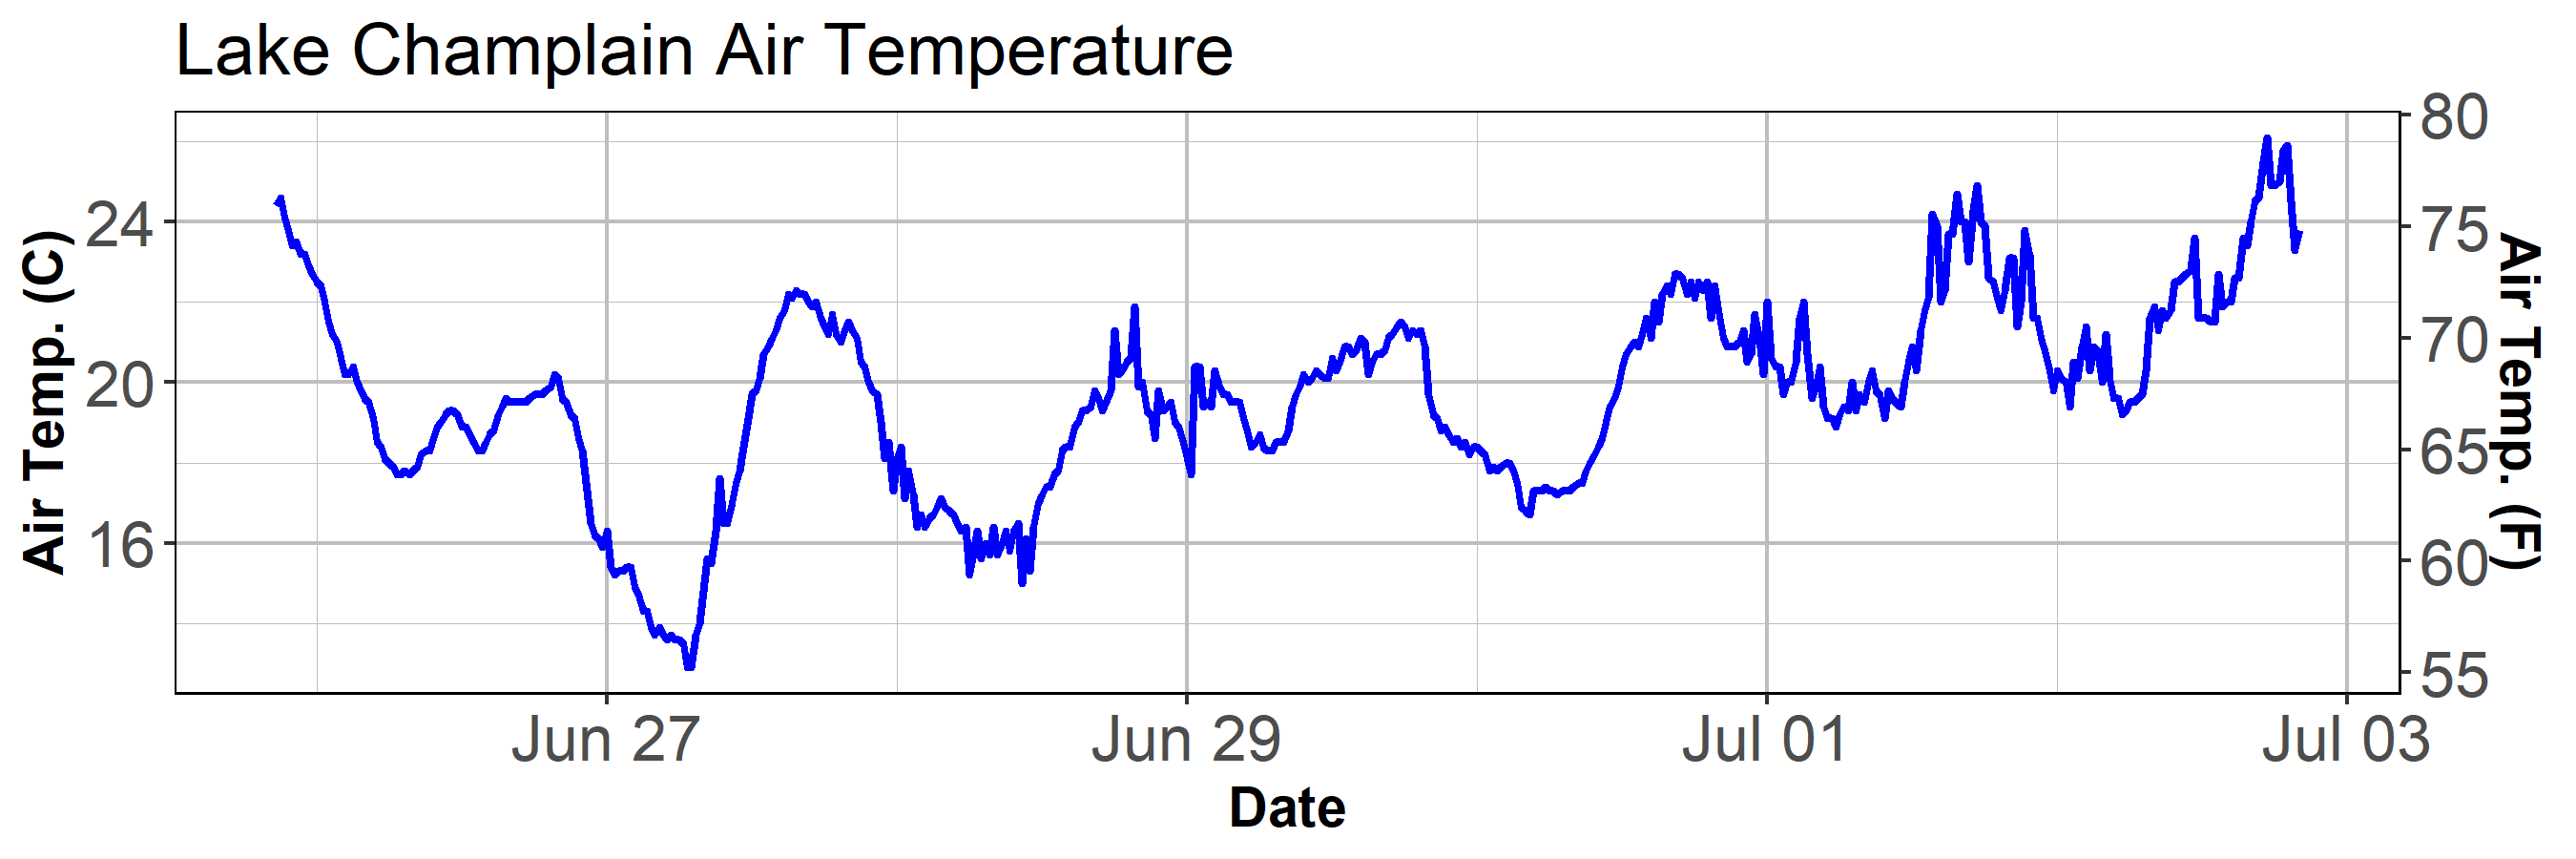 Lake Champlain Air Temperature
Air Temp. (C)
24
20
16
80
75
70
65
60
55
Air Temp. (F)
Jun 27
Jun 29
Jul 01
Jul 03
Date